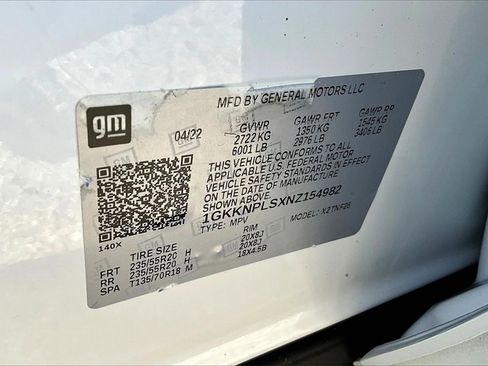 gm
MFD BY GENERAL MOTORS LLC
04/22
GVWR GAWR FRT GAWR RR
2722 KG 1350 KG 1545 KG
6001 LB 2976 LB 3406 LB
THIS VEHICLE CONFORMS TO ALL
APPLICABLE U.S. FEDERAL MOTOR
VEHICLE SAFETY
STANDARDS IN EFFECT ON THE
DATE OF MANUFACTURE SHOWN ABOVE.
1GKKNPLSXNZ154982
TYPE: MPV MODEL: X2TNF26
140X
TIRE SIZE RIM
FRT 235/55R20 H 20X8J
RR 235/55R20 H 20X8J
SPA T135/70R18 M 18X4.5B